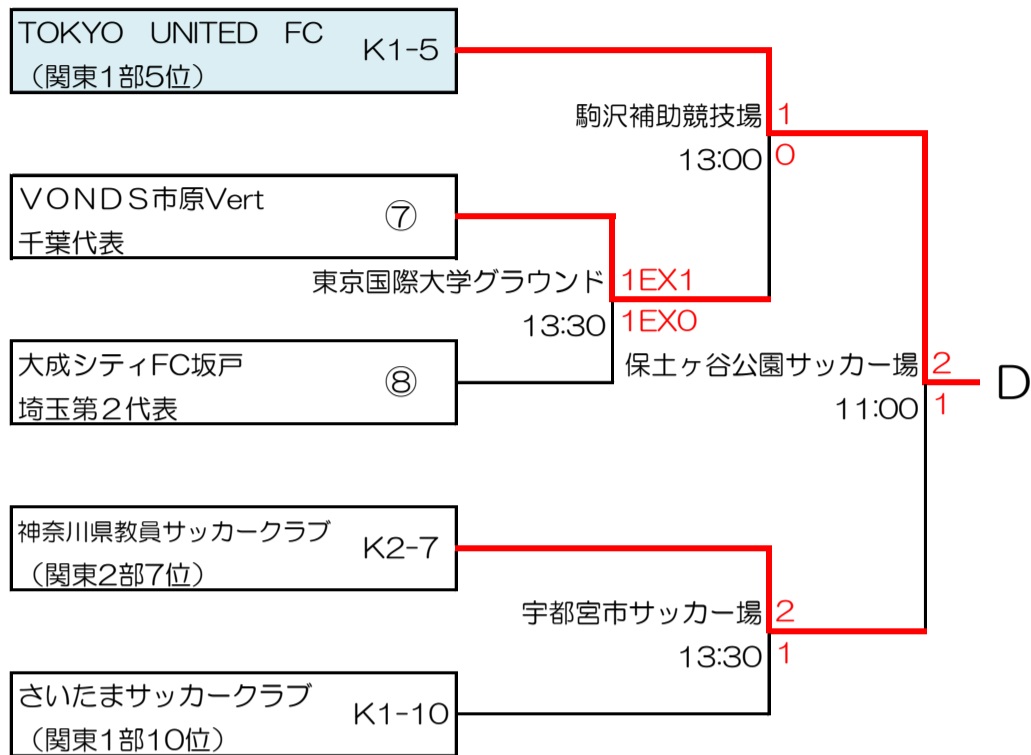 TOKYO　UNITED　FC
K1-5
（関東1部5位）
駒沢補助競技場 1
13:00 0
ＶＯＮＤＳ市原Vert
⑦
千葉代表
東京国際大学グラウンド 1EX1
13:30 1EX0
大成シティFC坂戸
⑧
埼玉第２代表
保土ヶ谷公園サッカー場 2
11:00 1
D
神奈川県教員サッカークラブ
K2-7
（関東2部7位）
宇都宮市サッカー場 2
13:30 1
さいたまサッカークラブ
K1-10
（関東1部10位）